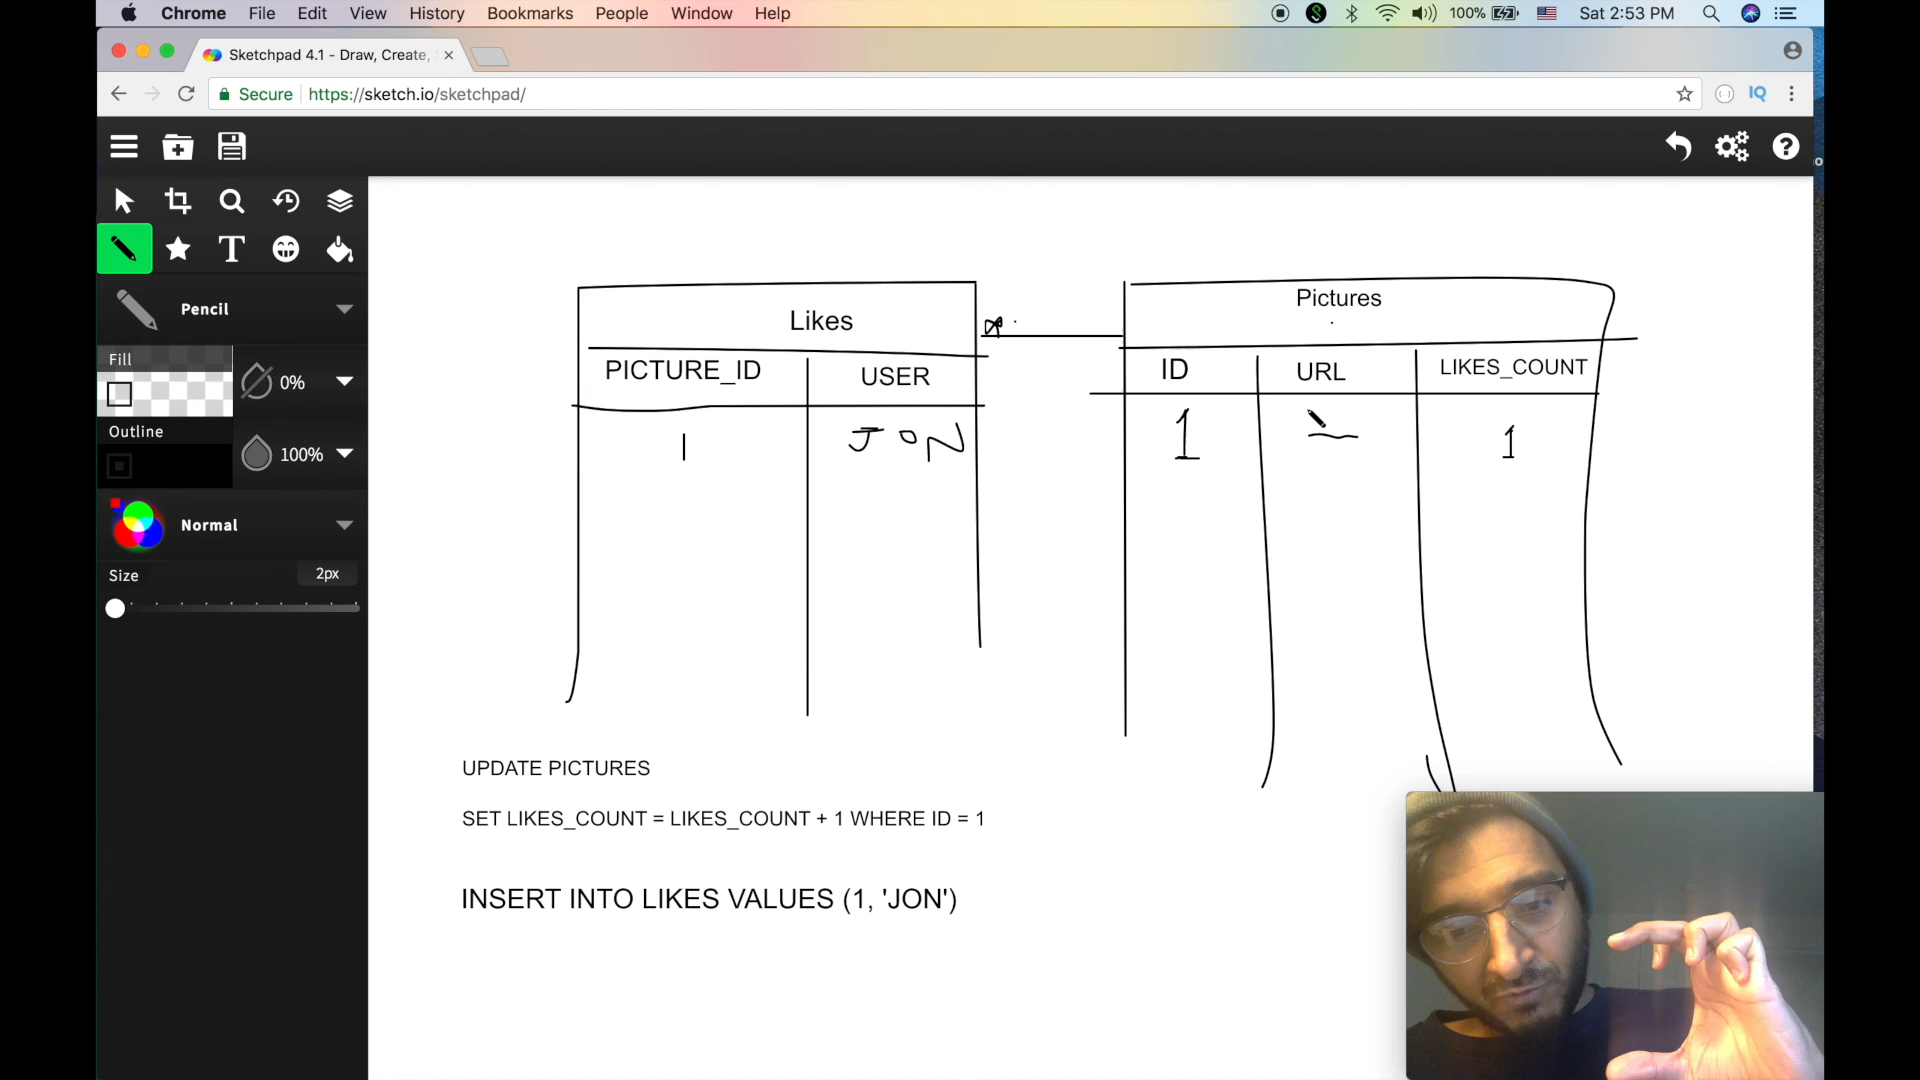 Chrome File Edit View History Bookmarks People Window Help 100% Sat 2:53 PM
Sketchpad 4.1 - Draw, Create,
Secure https://sketch.io/sketchpad/ IQ
Pencil
Fill
0%
Outline
100%
Normal
Size 2px
Likes
PICTURE_ID USER
1 JON
*
Pictures
ID URL LIKES_COUNT
1 1
UPDATE PICTURES
SET LIKES_COUNT = LIKES_COUNT + 1 WHERE ID = 1
INSERT INTO LIKES VALUES (1, 'JON')